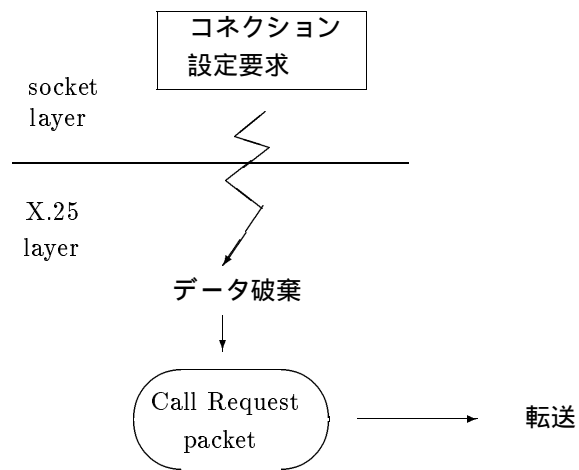 コネクション
設定要求
socket
layer
X.25
layer
データ破棄
Call Request
packet
転送